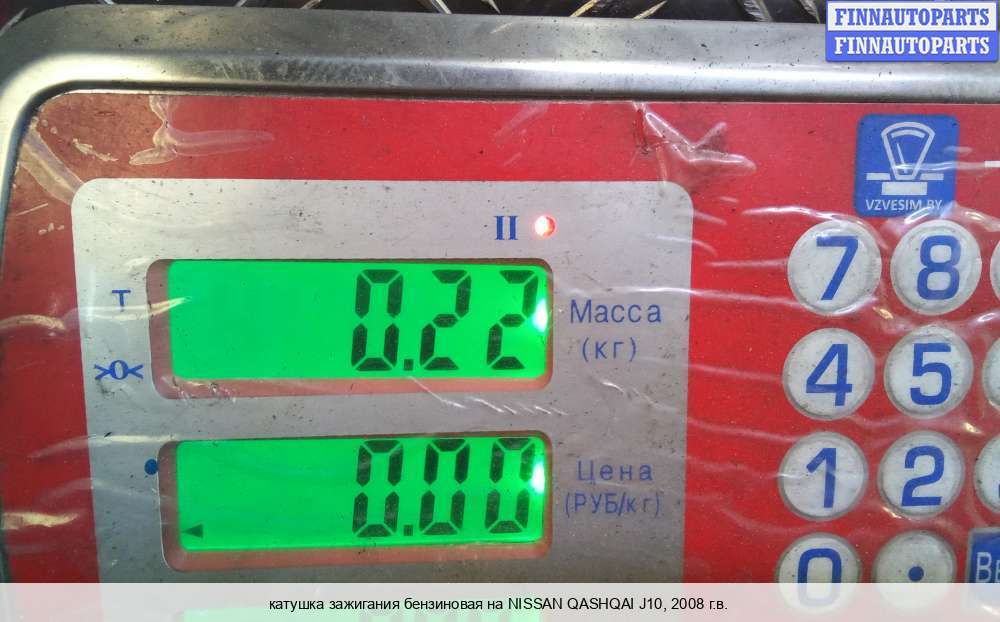 FINNAUTOPARTS
FINNAUTOPARTS
VZVESIM.BY
II
7 8
T
0.22
Масса
(кг)
>0<
4 5
0.00
Цена
(РУБ/кг)
1 2
0 .
катушка зажигания бензиновая на NISSAN QASHQAI J10, 2008 г.в.